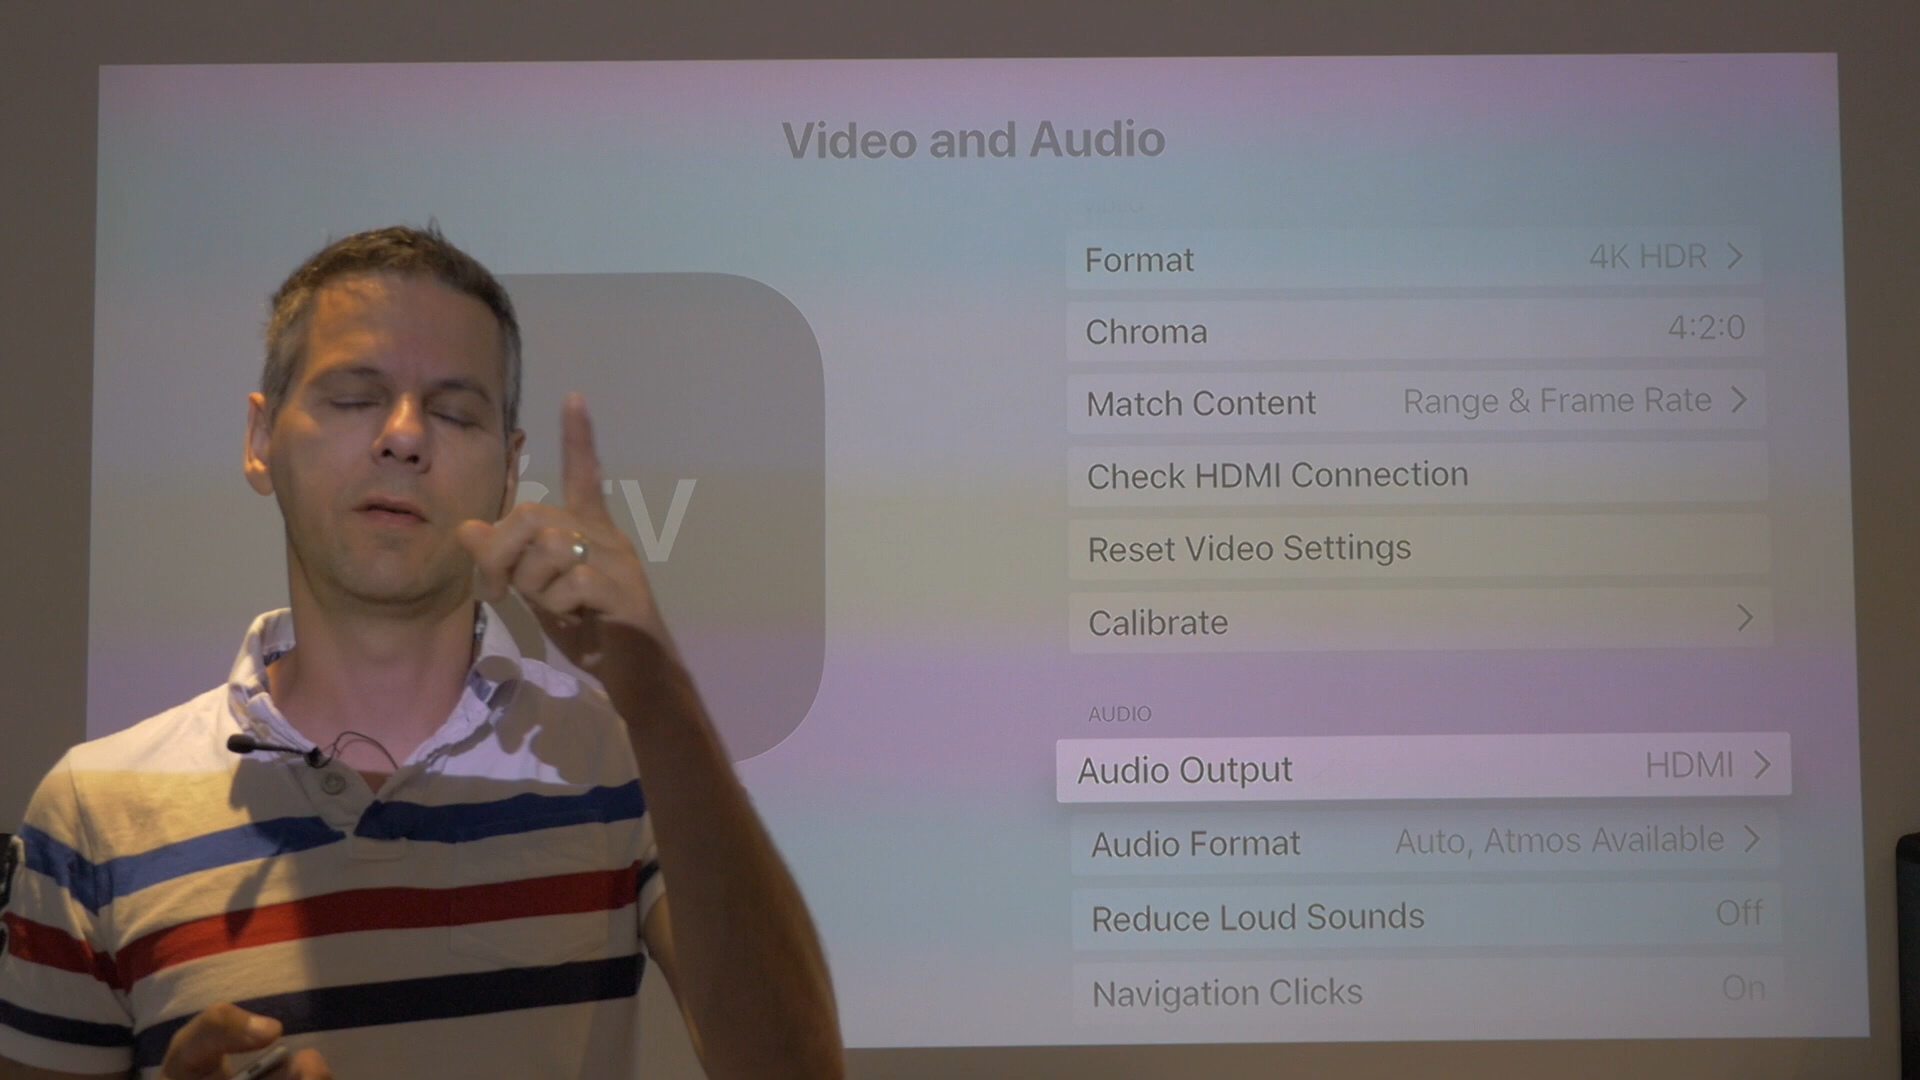 Video and Audio
Format 4K HDR
Chroma 4:2:0
Match Content Range & Frame Rate
Check HDMI Connection
Reset Video Settings
Calibrate
AUDIO
Audio Output HDMI
Audio Format Auto, Atmos Available
Reduce Loud Sounds Off
Navigation Clicks On
tv